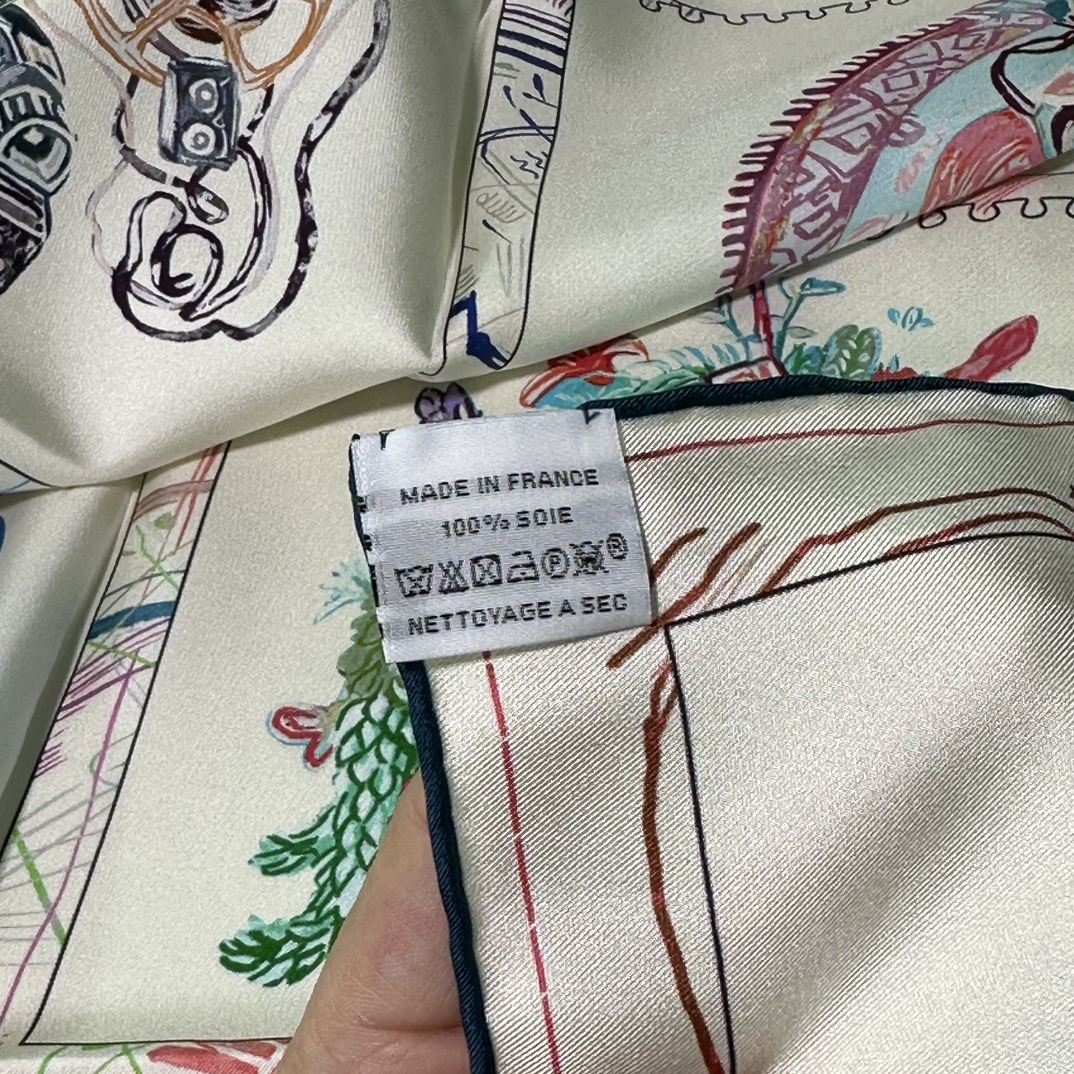 MADE IN FRANCE
100% SOIE
P ®
NETTOYAGE A SEC